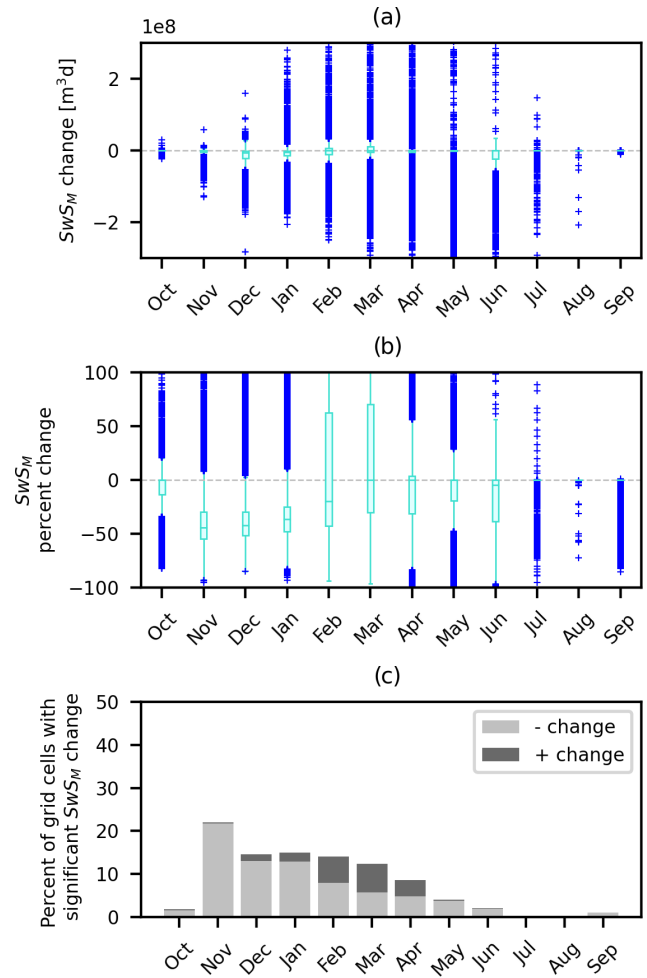 (a)
1e8
2
0
−2
SwS_M change [m³d]
Oct Nov Dec Jan Feb Mar Apr May Jun Jul Aug Sep
(b)
100
50
0
−50
−100
SwS_M
percent change
Oct Nov Dec Jan Feb Mar Apr May Jun Jul Aug Sep
(c)
50
40
30
20
10
0
Percent of grid cells with
significant SwS_M change
- change
+ change
Oct Nov Dec Jan Feb Mar Apr May Jun Jul Aug Sep